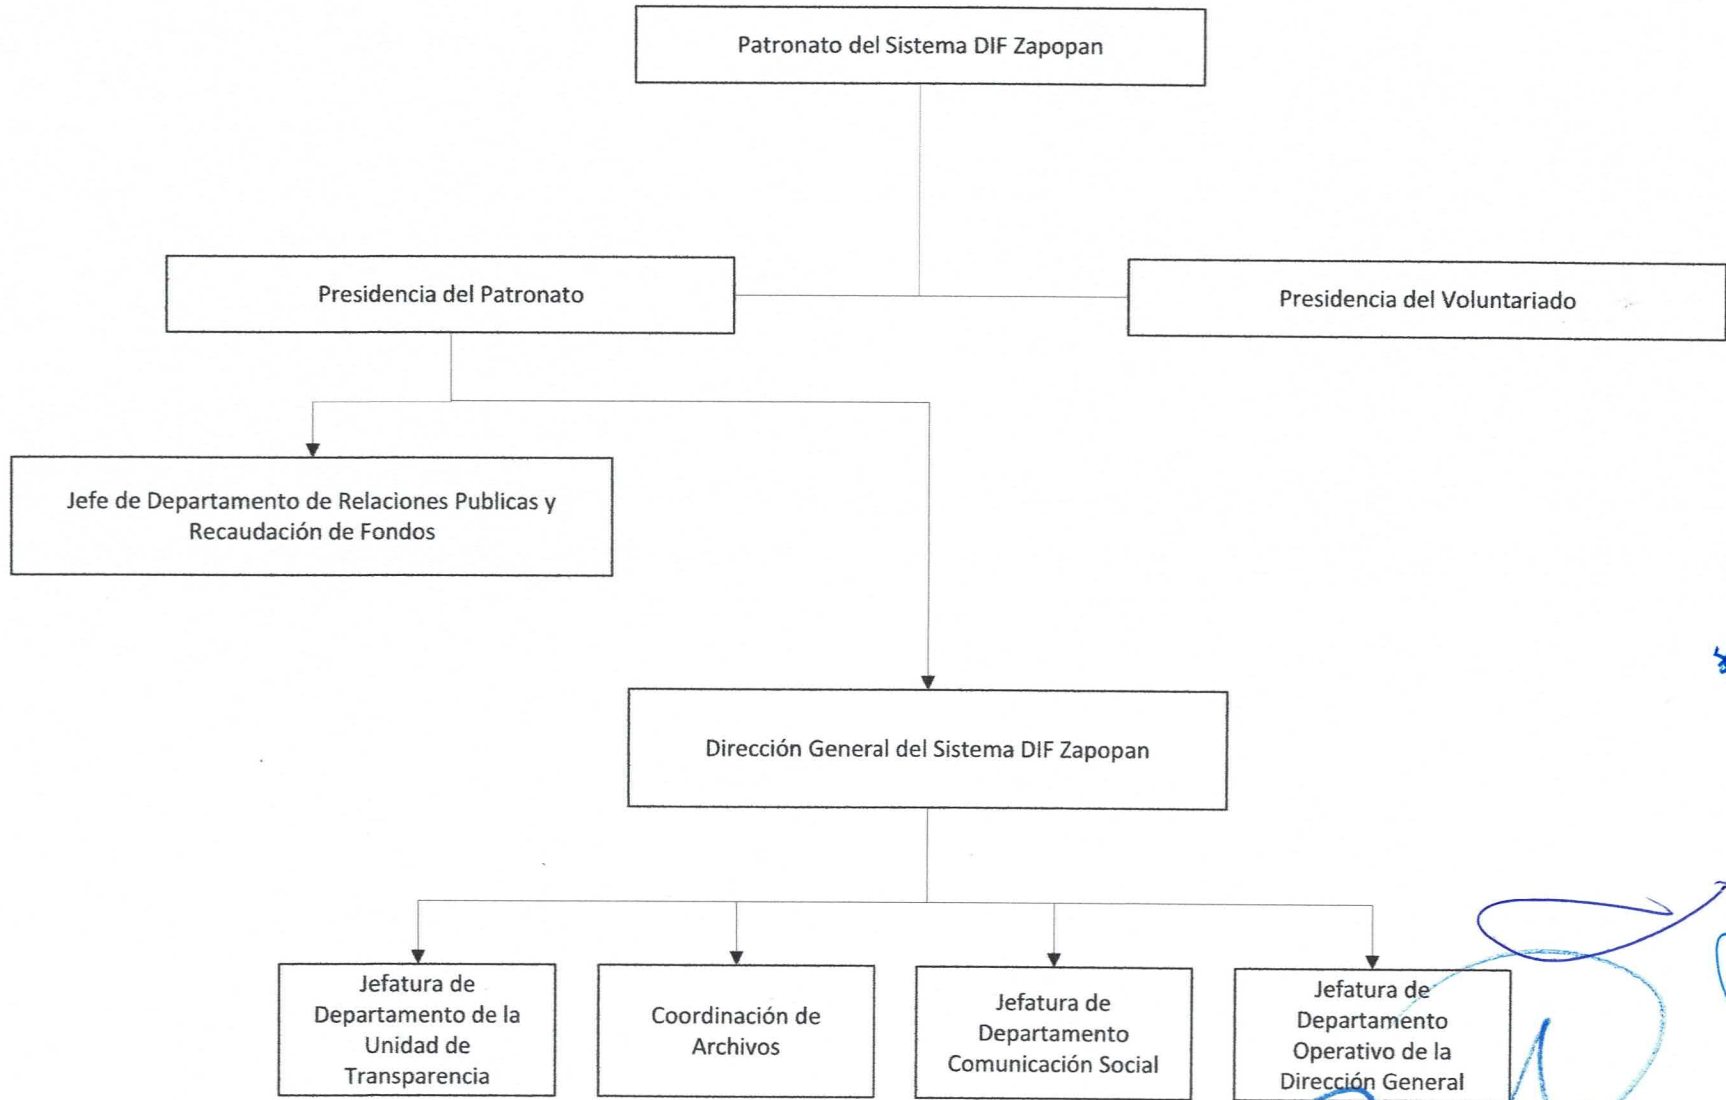 Patronato del Sistema DIF Zapopan
Presidencia del Patronato
Presidencia del Voluntariado
Jefe de Departamento de Relaciones Publicas y
Recaudación de Fondos
Dirección General del Sistema DIF Zapopan
Jefatura de
Departamento de la
Unidad de
Transparencia
Coordinación de
Archivos
Jefatura de
Departamento
Comunicación Social
Jefatura de
Departamento
Operativo de la
Dirección General